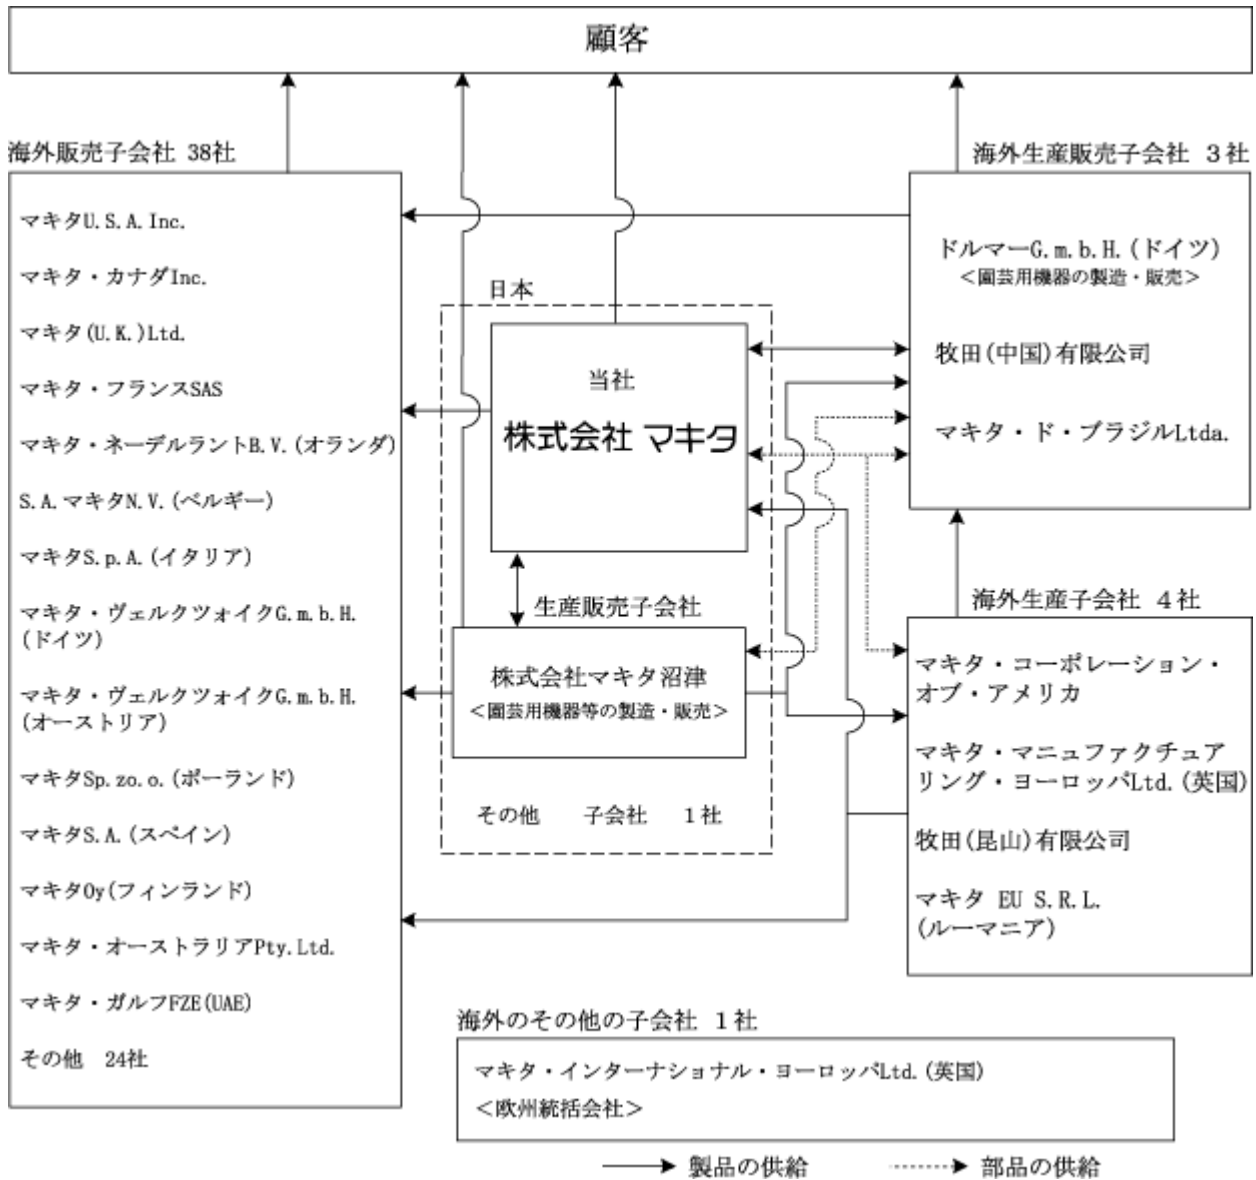 顧客
海外販売子会社 38社
マキタU.S.A.Inc.
マキタ・カナダInc.
マキタ(U.K.)Ltd.
マキタ・フランスSAS
マキタ・ネーデルラントB.V.(オランダ)
S.A.マキタN.V.(ベルギー)
マキタS.p.A.(イタリア)
マキタ・ヴェルクツォイクG.m.b.H.
(ドイツ)
マキタ・ヴェルクツォイクG.m.b.H.
(オーストリア)
マキタSp.zo.o.(ポーランド)
マキタS.A.(スペイン)
マキタOy(フィンランド)
マキタ・オーストラリアPty.Ltd.
マキタ・ガルフFZE(UAE)
その他 24社
日本
当社
株式会社 マキタ
生産販売子会社
株式会社マキタ沼津
<園芸用機器等の製造・販売>
その他 子会社 1社
海外生産販売子会社 3社
ドルマーG.m.b.H.(ドイツ)
<園芸用機器の製造・販売>
牧田(中国)有限公司
マキタ・ド・ブラジルLtda.
海外生産子会社 4社
マキタ・コーポレーション・
オブ・アメリカ
マキタ・マニュファクチュア
リング・ヨーロッパLtd.(英国)
牧田(昆山)有限公司
マキタ EU S.R.L.
(ルーマニア)
海外のその他の子会社 1社
マキタ・インターナショナル・ヨーロッパLtd.(英国)
<欧州統括会社>
製品の供給
部品の供給